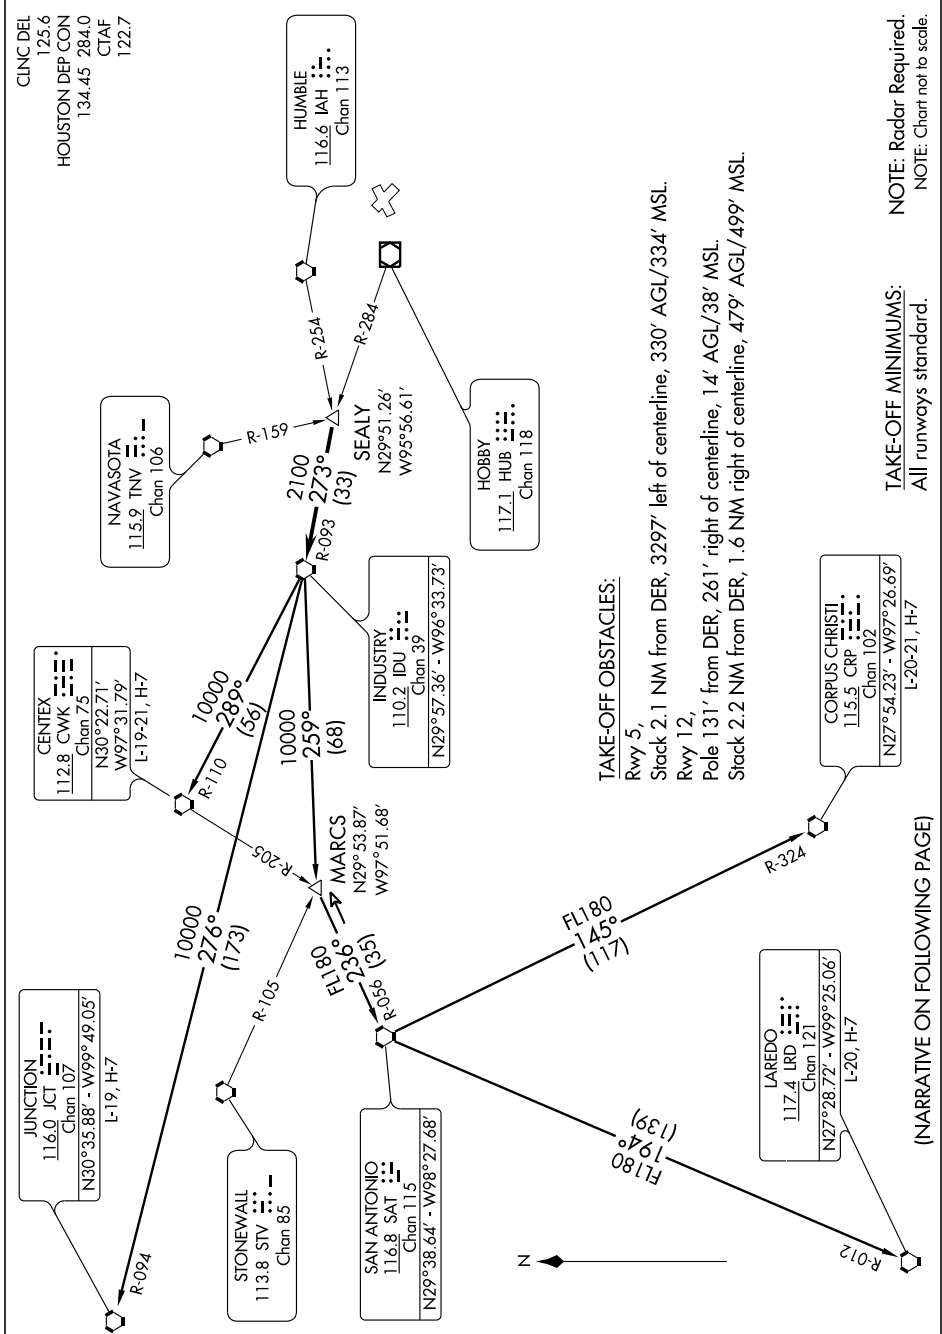 CLNC DEL
125.6
HOUSTON DEP CON
134.45 284.0
CTAF
122.7
JUNCTION
116.0 JCT
Chan 107
N30°35.88' - W99°49.05'
L-19, H-7
R-094
10000
276°
(173)
CENTEX
112.8 CWK
Chan 75
N30°22.71'
W97°31.79'
L-19-21, H-7
R-110
10000
289°
(56)
R-205
NAVASOTA
115.9 TNV
Chan 106
R-159
HUMBLE
116.6 IAH
Chan 113
R-254
R-284
SEALY
N29°51.26'
W95°56.61'
2100
273°
(33)
R-093
INDUSTRY
110.2 IDU
Chan 39
N29°57.36' - W96°33.73'
HOBBY
117.1 HUB
Chan 118
10000
259°
(68)
MARCS
N29°53.87'
W97°51.68'
STONEWALL
113.8 STV
Chan 85
R-105
FL180
236°
(35)
R-056
SAN ANTONIO
116.8 SAT
Chan 115
N29°38.64' - W98°27.68'
FL180
145°
(117)
R-324
CORPUS CHRISTI
115.5 CRP
Chan 102
N27°54.23' - W97°26.69'
L-20-21, H-7
FL180
194°
(139)
R-012
LAREDO
117.4 LRD
Chan 121
N27°28.72' - W99°25.06'
L-20, H-7
N
TAKE-OFF OBSTACLES:
Rwy 5,
Stack 2.1 NM from DER, 3297' left of centerline, 330' AGL/334' MSL.
Rwy 12,
Pole 131' from DER, 261' right of centerline, 14' AGL/38' MSL.
Stack 2.2 NM from DER, 1.6 NM right of centerline, 479' AGL/499' MSL.
TAKE-OFF MINIMUMS:
All runways standard.
NOTE: Radar Required.
NOTE: Chart not to scale.
(NARRATIVE ON FOLLOWING PAGE)